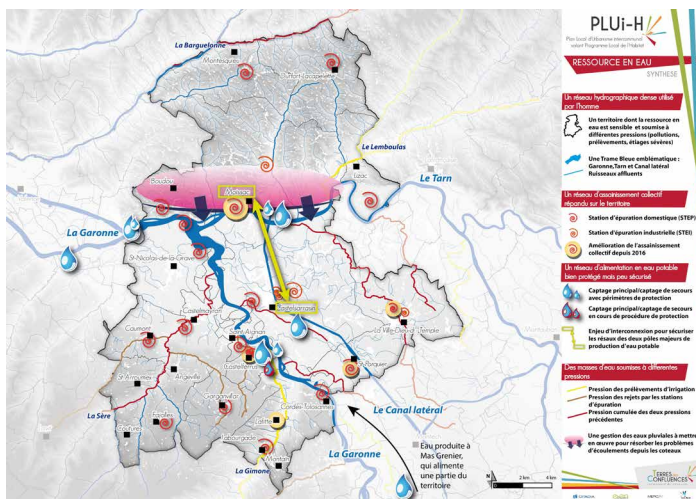 PLUi-H
Plan Local d'Urbanisme intercommunal
valant Programme Local de l'Habitat
RESSOURCE EN EAU
SYNTHESE
Un réseau hydrographique dense utilisé
par l'homme
Un territoire dont la ressource en
eau est sensible et soumise à
différentes pressions (pollutions,
prélèvements, étiages sévères)
Une Trame Bleue emblématique :
Garonne, Tarn et Canal latéral
Ruisseaux affluents
Un réseau d'assainissement collectif
répandu sur le territoire
Station d'épuration domestique (STEP)
Station d'épuration industrielle (STEI)
Amélioration de l'assainissement
collectif depuis 2016
Un réseau d'alimentation en eau potable
bien protégé mais peu sécurisé
Captage principal/captage de secours
avec périmètres de protection
Captage principal/captage de secours
en cours de procédure de protection
Enjeu d'interconnexion pour sécuriser
les réseaux des deux pôles majeurs de
production d'eau potable
Des masses d'eau soumises à différentes
pressions
Pression des prélèvements d'irrigation
Pression des rejets par les stations
d'épuration
Pression cumulée des deux pressions
précédentes
Une gestion des eaux pluviales à mettre
en œuvre pour résorber les problèmes
d'écoulements depuis les coteaux
TERRES
CONFLUENCES
La Barguelonne
Montesquieu
Durfort-Lacapelette
Le Lemboulas
Lizac
Boudou
Moissac
Le Tarn
La Garonne
St-Nicolas-de-la-Grave
Castelsarrasin
Castelmayran
La Ville-Dieu-du-Temple
Caumont
Saint-Aignan
Castelferrus
St-Porquier
St-Arroumex
Angeville
Garganvillar
Cordes-Tolosannes
La Sère
Fajolles
Lafitte
Le Canal latéral
Coutures
Labourgade
Montaïn
La Gimone
La Garonne
Eau produite à
Mas Grenier,
qui alimente
une partie du
territoire
N
2 km
4 km